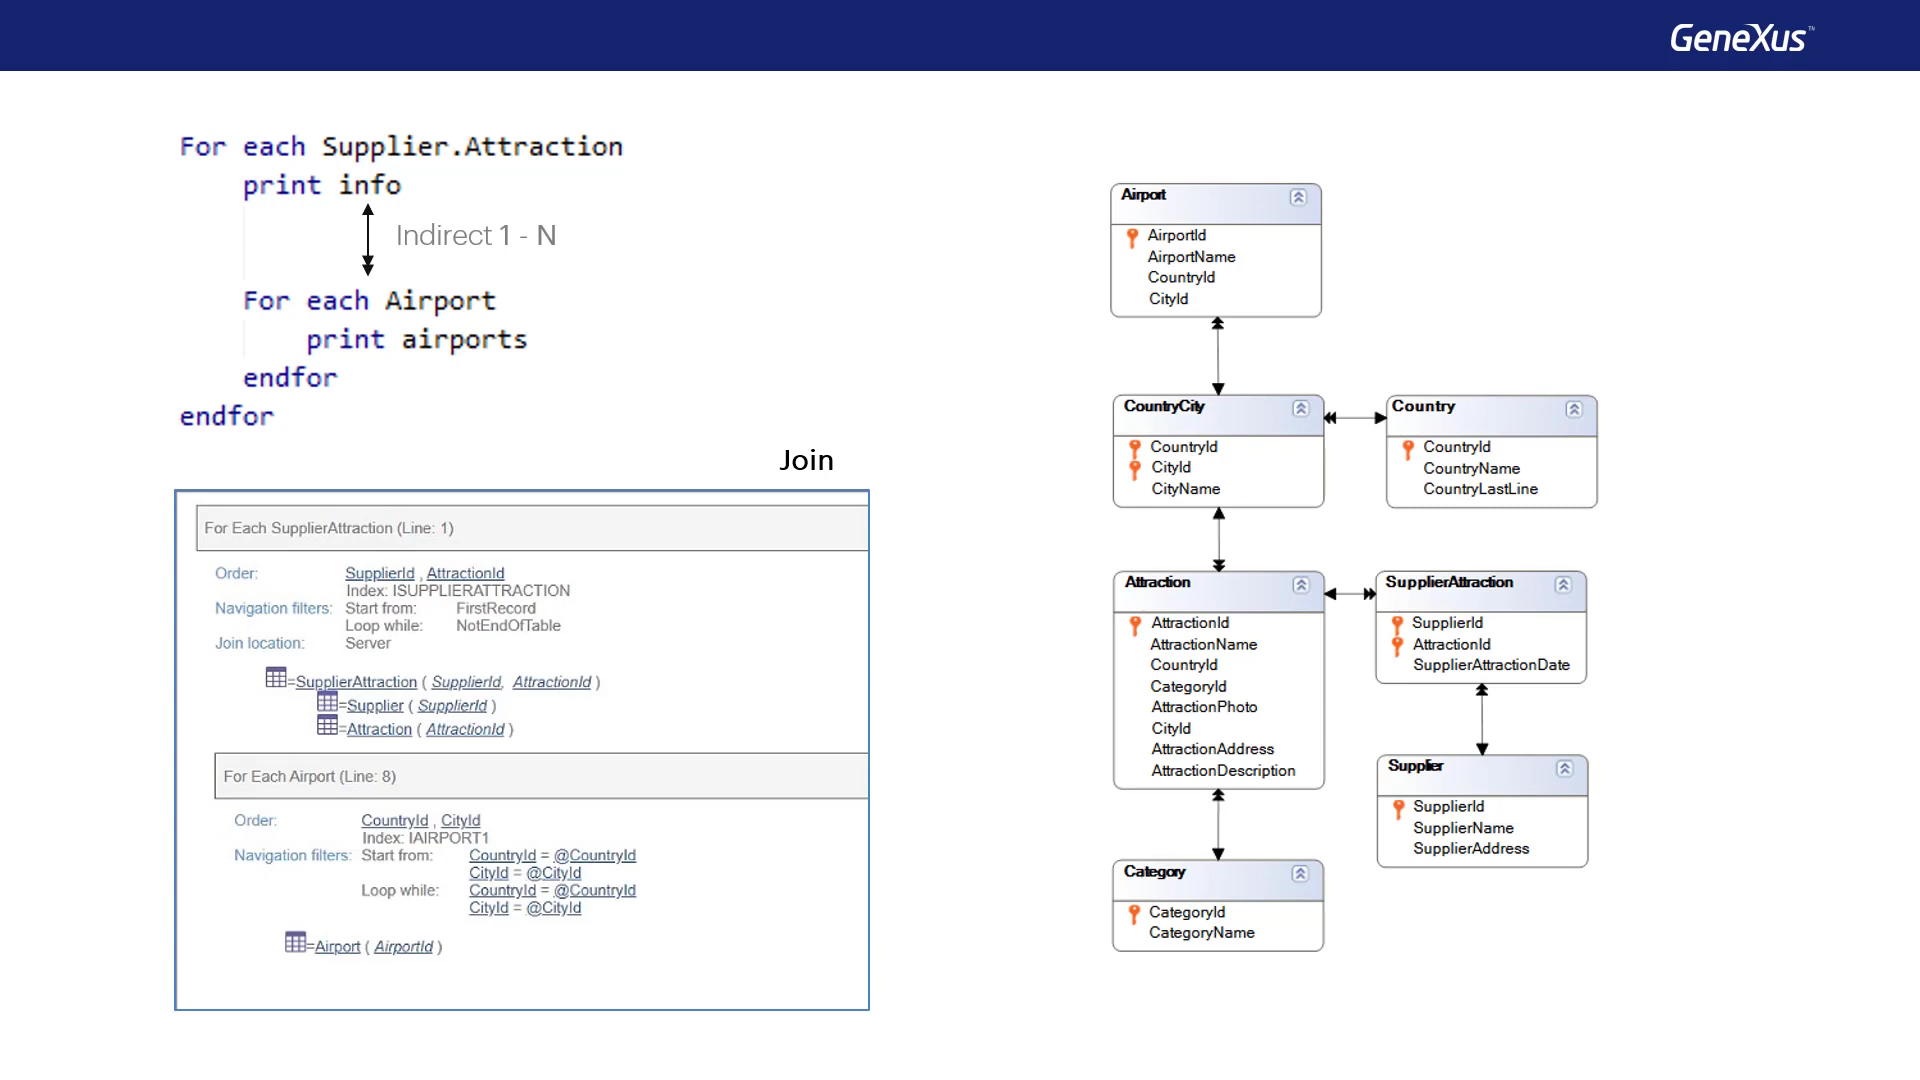 GeneXus™
For each Supplier.Attraction
print info
Indirect 1 - N
For each Airport
print airports
endfor
endfor
Join
For Each SupplierAttraction (Line: 1)
Order: SupplierId , AttractionId
Index: ISUPPLIERATTRACTION
Navigation filters: Start from: FirstRecord
Loop while: NotEndOfTable
Join location: Server
=SupplierAttraction ( SupplierId, AttractionId )
=Supplier ( SupplierId )
=Attraction ( AttractionId )
For Each Airport (Line: 8)
Order: CountryId , CityId
Index: IAIRPORT1
Navigation filters: Start from: CountryId = @CountryId
CityId = @CityId
Loop while: CountryId = @CountryId
CityId = @CityId
=Airport ( AirportId )
Airport
AirportId
AirportName
CountryId
CityId
CountryCity
CountryId
CityId
CityName
Country
CountryId
CountryName
CountryLastLine
Attraction
AttractionId
AttractionName
CountryId
CategoryId
AttractionPhoto
CityId
AttractionAddress
AttractionDescription
SupplierAttraction
SupplierId
AttractionId
SupplierAttractionDate
Supplier
SupplierId
SupplierName
SupplierAddress
Category
CategoryId
CategoryName